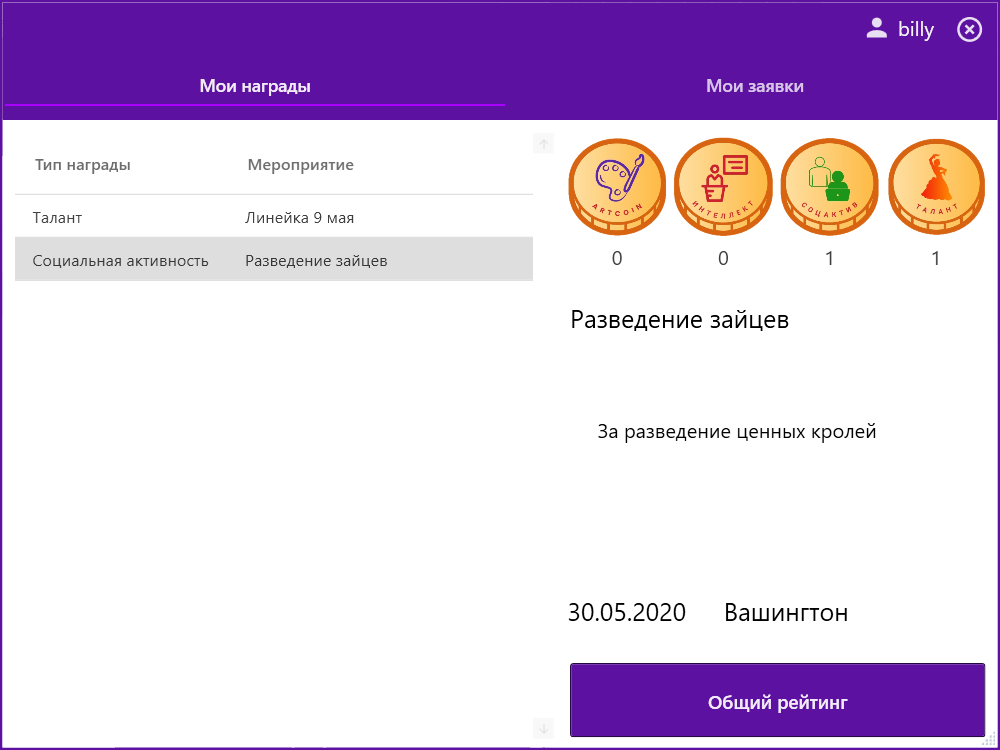 billy
Мои награды
Мои заявки
Тип награды Мероприятие
Талант Линейка 9 мая
Социальная активность Разведение зайцев
ARTCOIN
ИНТЕЛЛЕКТ
СОЦАКТИВ
ТАЛАНТ
0 0 1 1
Разведение зайцев
За разведение ценных кролей
30.05.2020 Вашингтон
Общий рейтинг